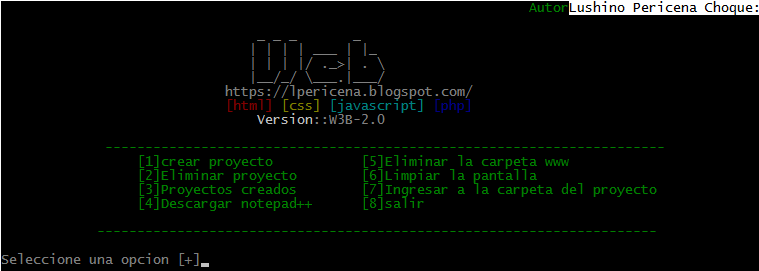 Autor Lushino Pericena Choque:
Web
https://lpericena.blogspot.com/
[html] [css] [javascript] [php]
Version::W3B-2.0
[1]crear proyecto [5]Eliminar la carpeta www
[2]Eliminar proyecto [6]Limpiar la pantalla
[3]Proyectos creados [7]Ingresar a la carpeta del proyecto
[4]Descargar notepad++ [8]salir
Seleccione una opcion [+]